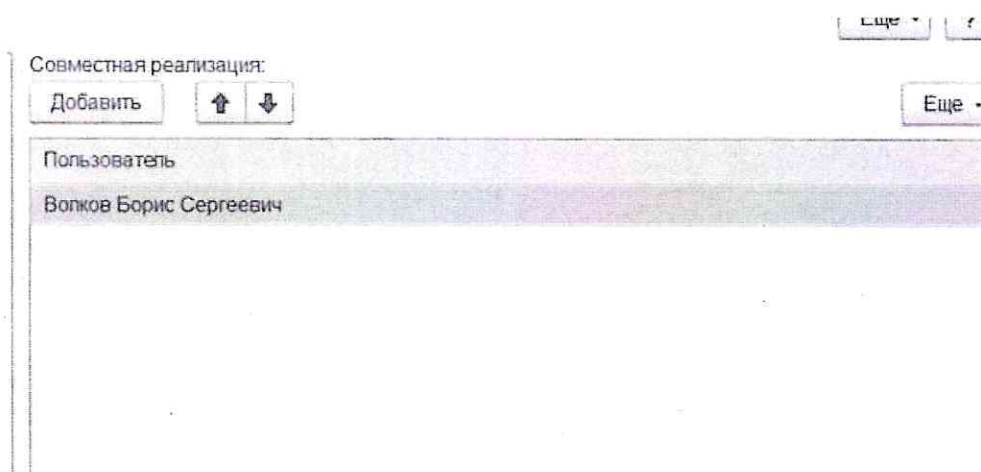 Еще ?
Совместная реализация:
Добавить
Еще
Пользователь
Волков Борис Сергеевич